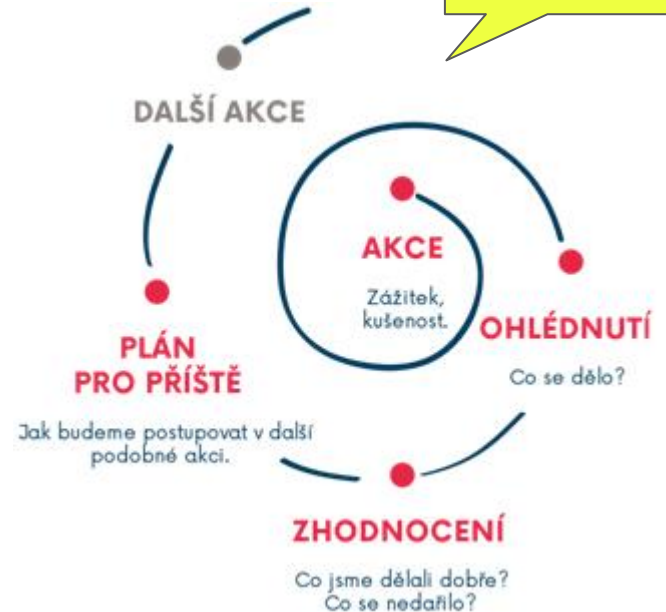 DALŠÍ AKCE
AKCE
Zážitek,
kušenost.
OHLÉDNUTÍ
Co se dělo?
PLÁN
PRO PŘÍŠTĚ
Jak budeme postupovat v další
podobné akci.
ZHODNOCENÍ
Co jsme dělali dobře?
Co se nedařilo?